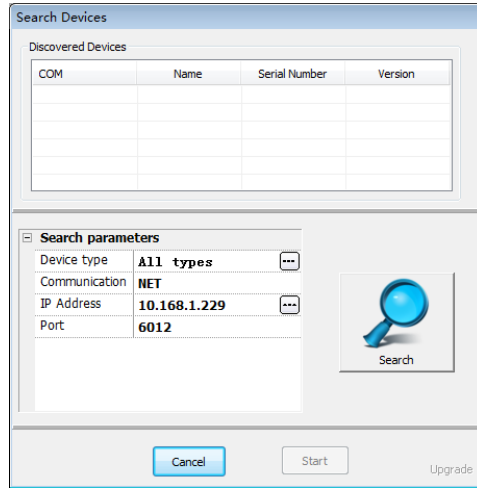 Search Devices
Discovered Devices
COM Name Serial Number Version
Search parameters
Device type All types
Communication NET
IP Address 10.168.1.229
Port 6012
Search
Cancel Start Upgrade